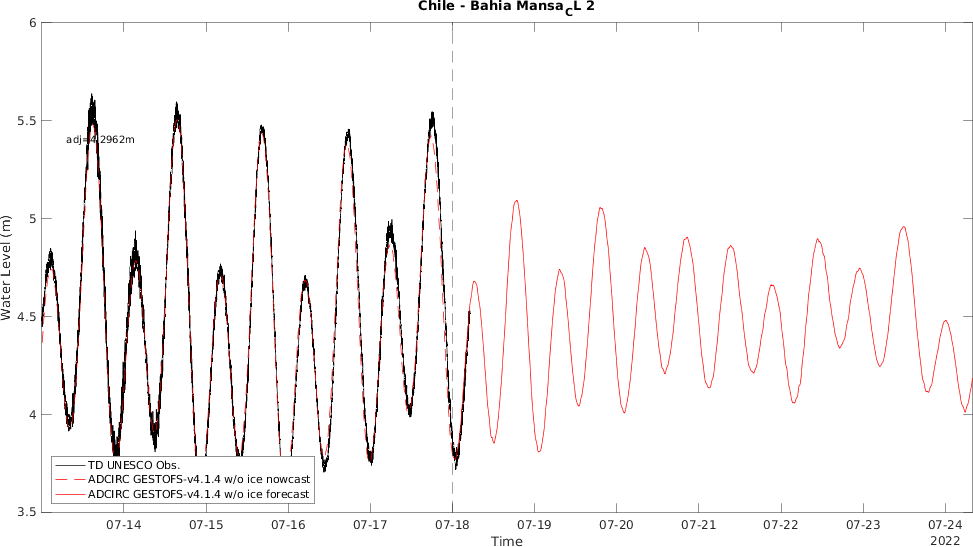 Chile - Bahia Mansa_CL 2
6
5.5
5
4.5
4
3.5
Water Level (m)
adj=4.2962m
TD UNESCO Obs.
ADCIRC GESTOFS-v4.1.4 w/o ice nowcast
ADCIRC GESTOFS-v4.1.4 w/o ice forecast
07-14 07-15 07-16 07-17 07-18 07-19 07-20 07-21 07-22 07-23 07-24
Time
2022